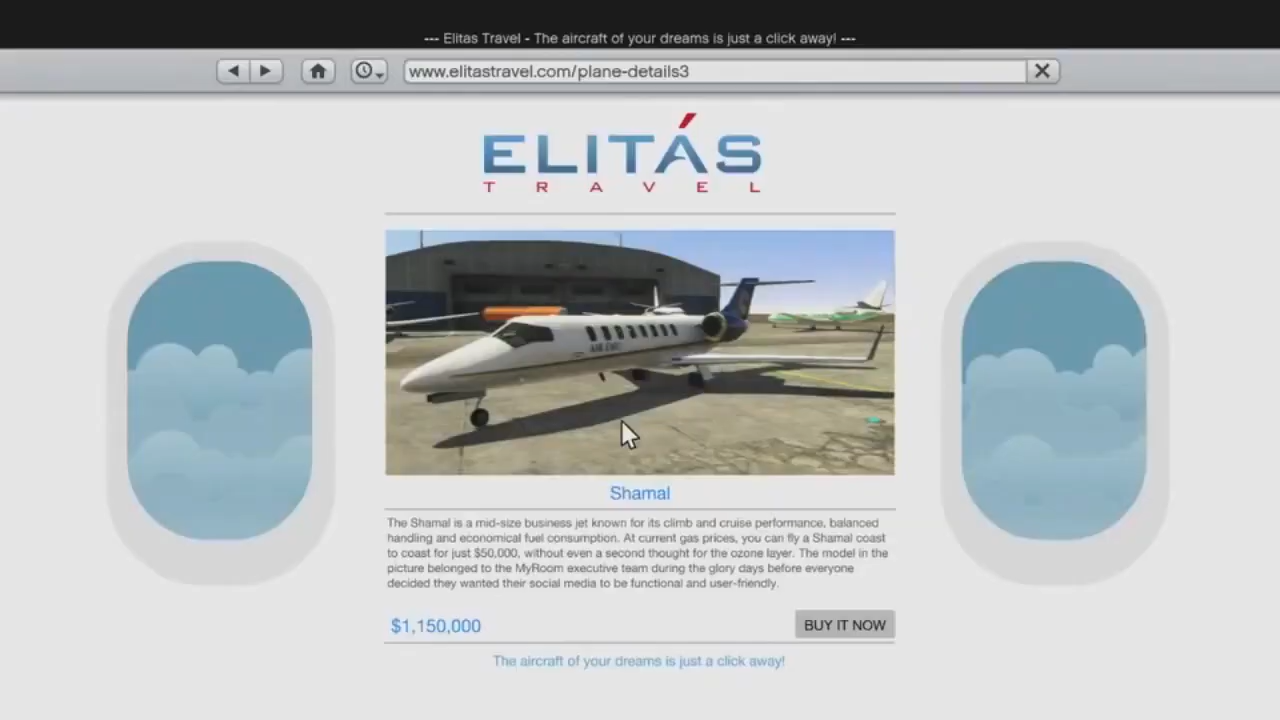 --- Elitas Travel - The aircraft of your dreams is just a click away! ---
www.elitastravel.com/plane-details3
ELITÁS
TRAVEL
Shamal
The Shamal is a mid-size business jet known for its climb and cruise performance, balanced
handling and economical fuel consumption. At current gas prices, you can fly a Shamal coast
to coast for just $50,000, without even a second thought for the ozone layer. The model in the
picture belonged to the MyRoom executive team during the glory days before everyone
decided they wanted their social media to be functional and user-friendly.
$1,150,000
BUY IT NOW
The aircraft of your dreams is just a click away!